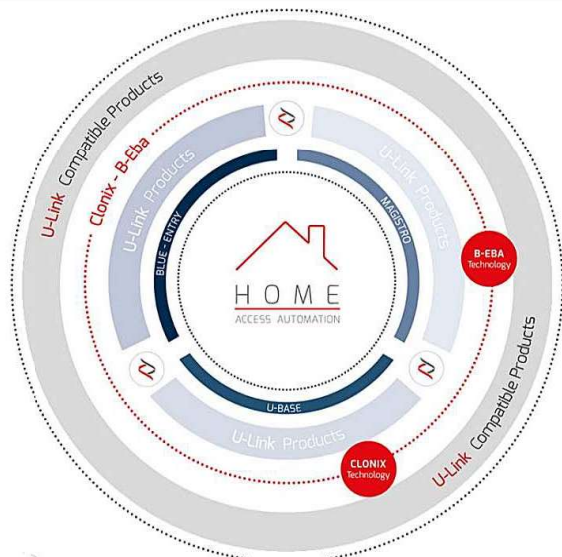 U-Link Compatible Products
Clonix - B-Eba
U-Link Products
U-Link Products
BLUE - ENTRY
MAGISTRO
B-EBA
Technology
HOME
ACCESS AUTOMATION
U-BASE
U-Link Products
CLONIX
Technology
U-Link Compatible Products